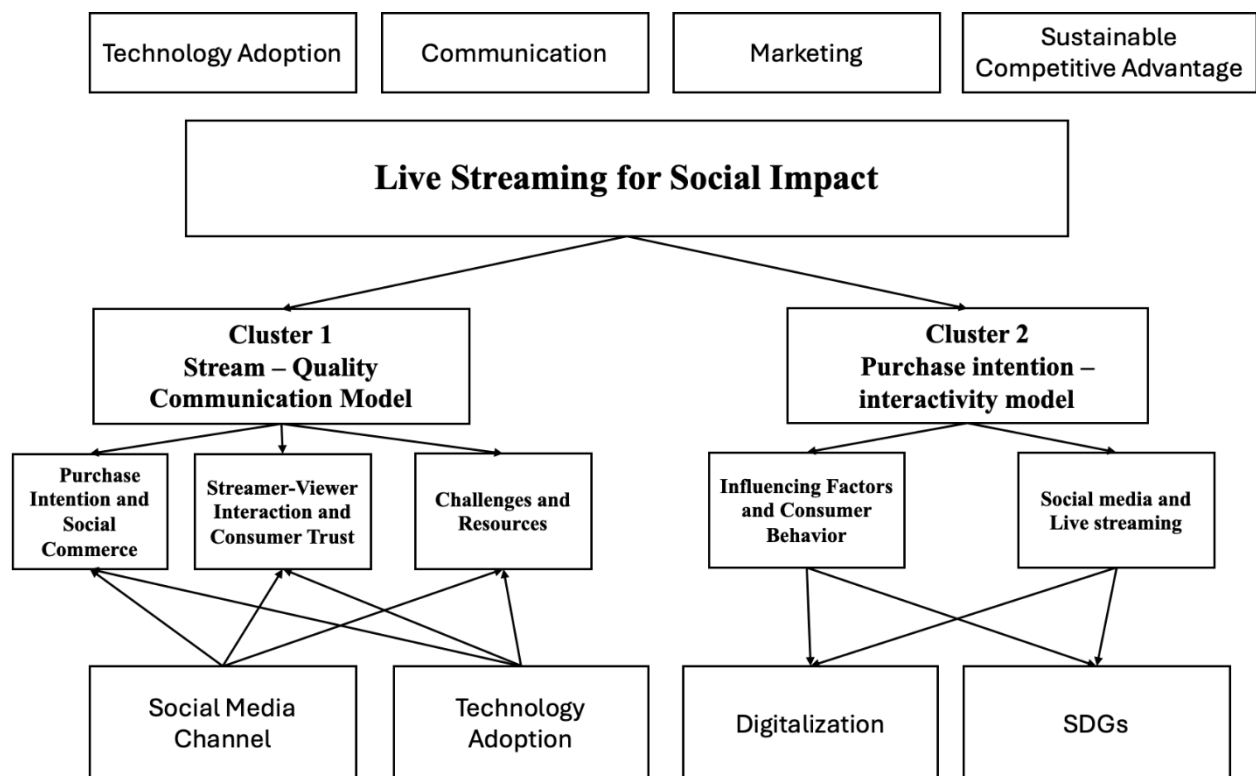 Technology Adoption
Communication
Marketing
Sustainable
Competitive Advantage
Live Streaming for Social Impact
Cluster 1
Stream – Quality
Communication Model
Cluster 2
Purchase intention –
interactivity model
Purchase
Intention and
Social
Commerce
Streamer-Viewer
Interaction and
Consumer Trust
Challenges and
Resources
Influencing Factors
and Consumer
Behavior
Social media and
Live streaming
Social Media
Channel
Technology
Adoption
Digitalization
SDGs